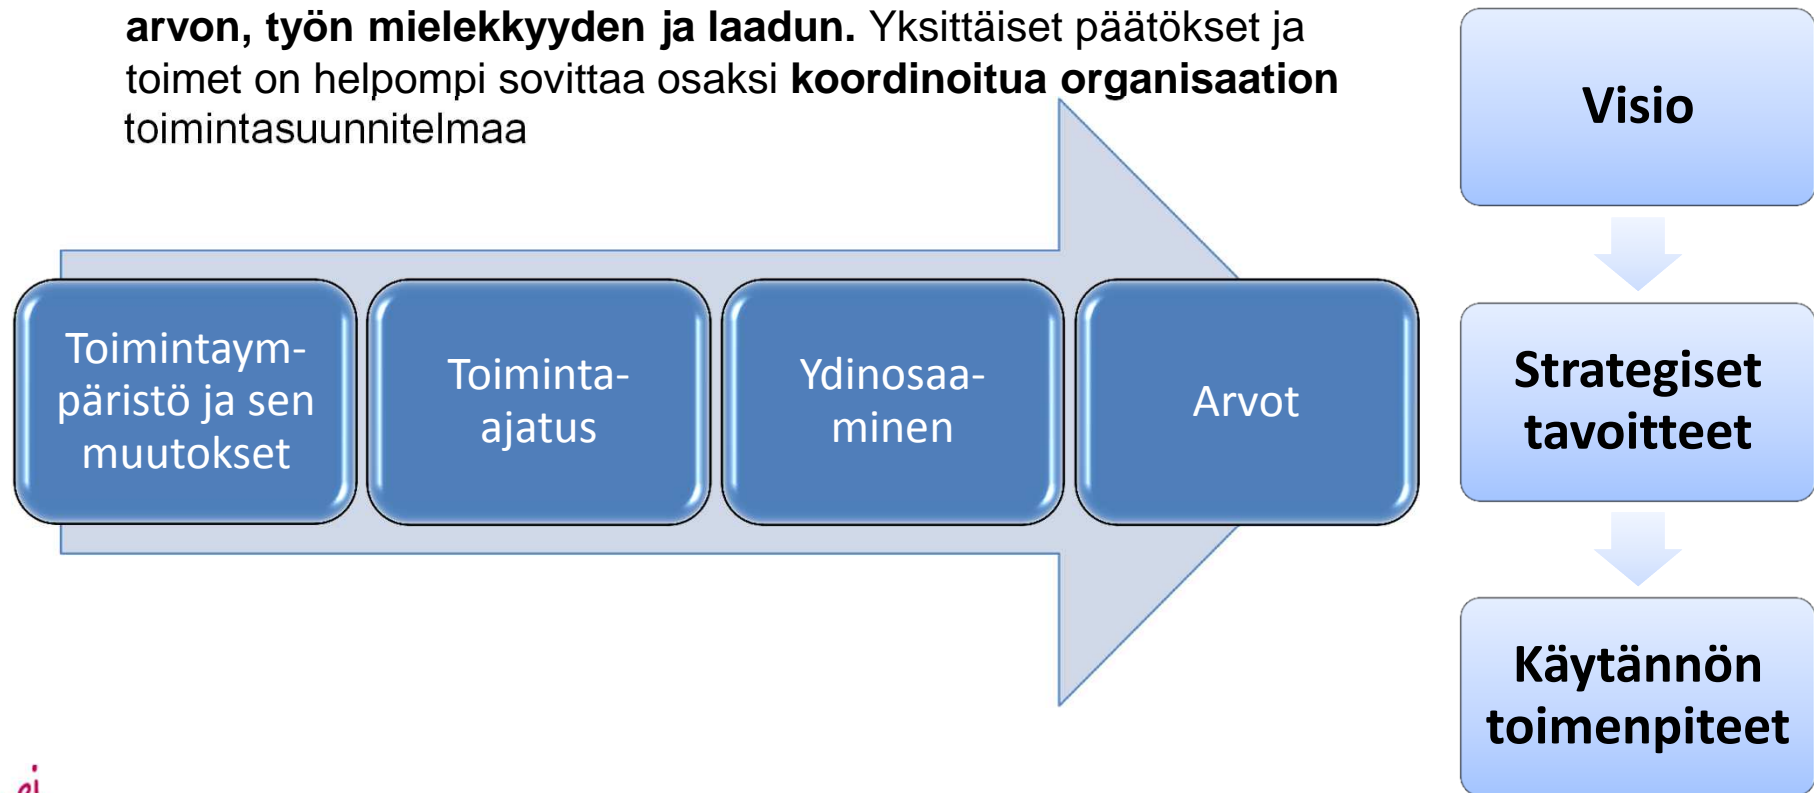 arvon, työn mielekkyyden ja laadun. Yksittäiset päätökset ja
toimet on helpompi sovittaa osaksi koordinoitua organisaation
toimintasuunnitelmaa
Toimintaym-
päristö ja sen
muutokset
Toiminta-
ajatus
Ydinosaa-
minen
Arvot
Visio
Strategiset
tavoitteet
Käytännön
toimenpiteet